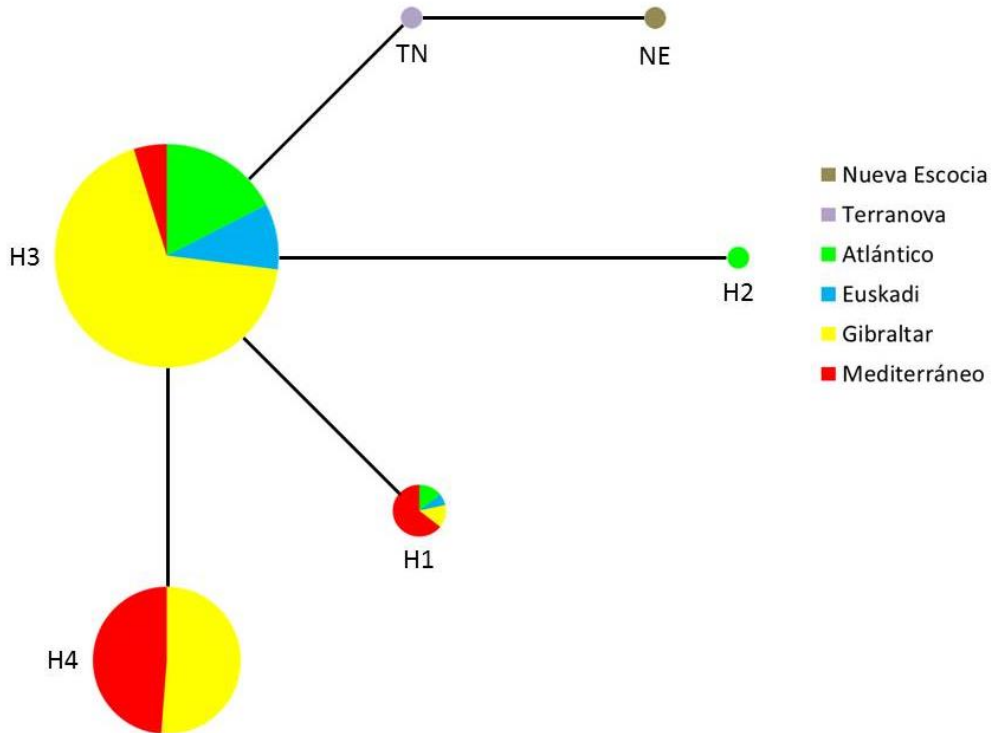 TN
NE
Nueva Escocia
Terranova
H3
Atlántico
H2
Euskadi
Gibraltar
Mediterráneo
H1
H4